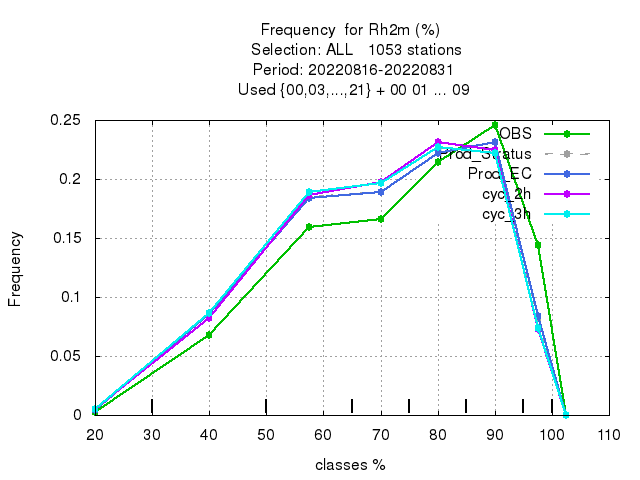 Frequency for Rh2m (%)
Selection: ALL 1053 stations
Period: 20220816-20220831
Used {00,03,...,21} + 00 01 ... 09
0.25
0.2
0.15
0.1
0.05
0
Frequency
OBS
Prod_Status
Prod_EC
cyc_2h
cyc_3h
20 30 40 50 60 70 80 90 100 110
classes %